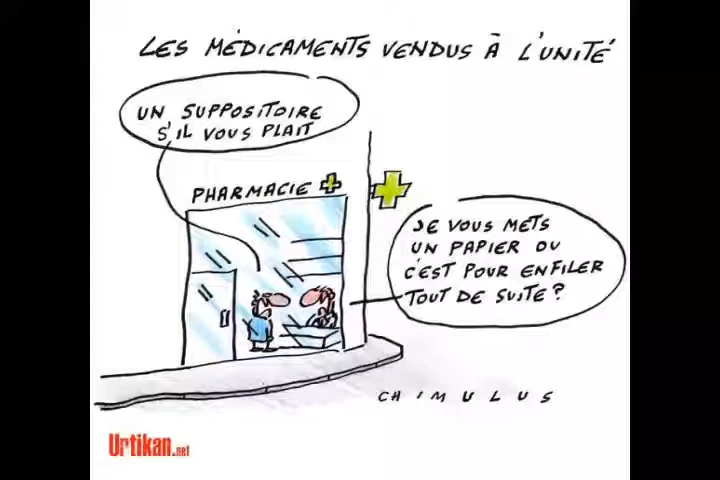 LES MÉDICAMENTS VENDUS À L'UNITÉ
UN SUPPOSITOIRE
S'IL VOUS PLAIT
PHARMACIE
JE VOUS METS
UN PAPIER OU
C'EST POUR ENFILER
TOUT DE SUITE?
CHIMULUS
Urtikan.net